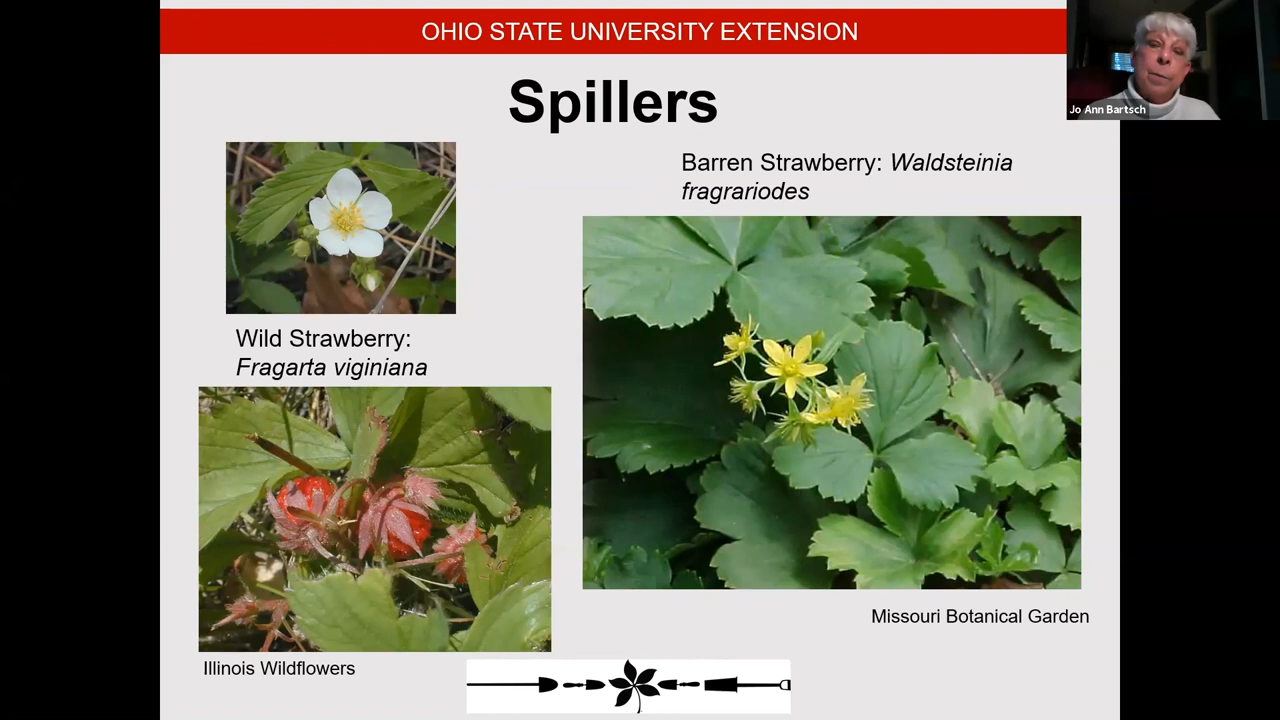 OHIO STATE UNIVERSITY EXTENSION
Spillers
Jo Ann Bartsch
Barren Strawberry: Waldsteinia
fragrariodes
Wild Strawberry:
Fragarta viginiana
Missouri Botanical Garden
Illinois Wildflowers